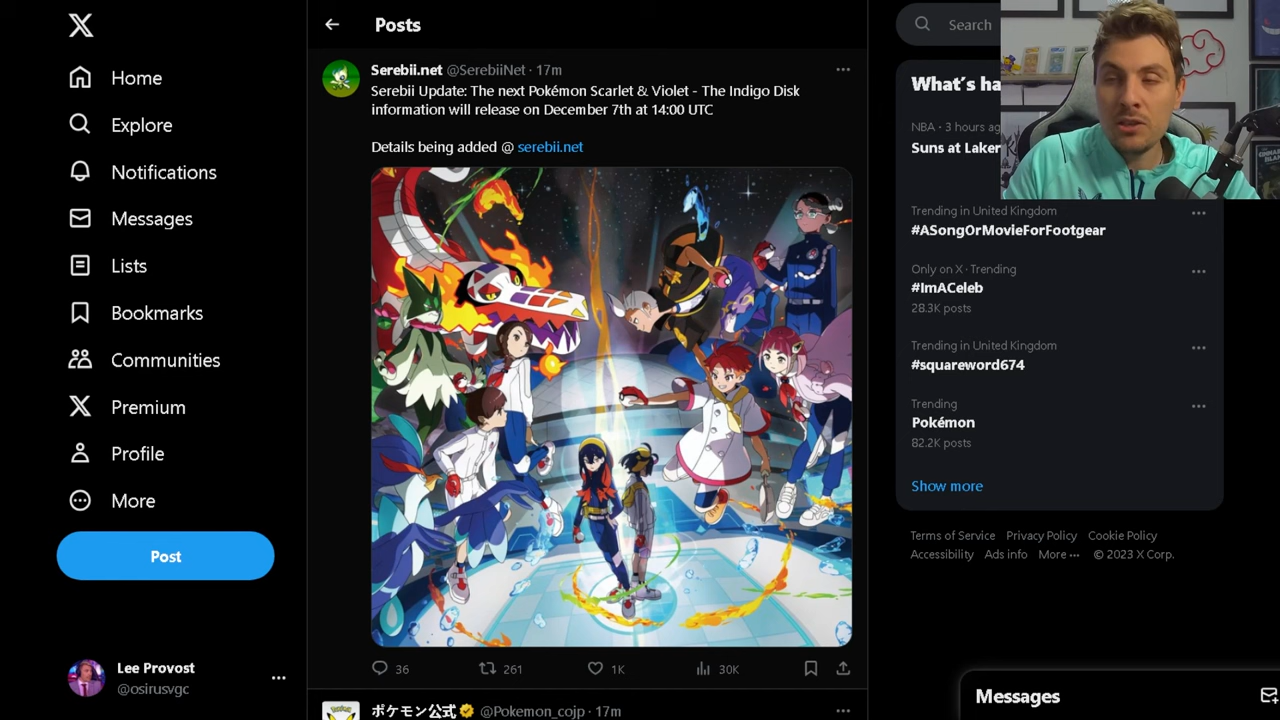 Home
Explore
Notifications
Messages
Lists
Bookmarks
Communities
Premium
Profile
More
Post
Lee Provost
@osirusvgc
Posts
Serebii.net @SerebiiNet · 17m
Serebii Update: The next Pokémon Scarlet & Violet - The Indigo Disk
information will release on December 7th at 14:00 UTC
Details being added @ serebii.net
36
261
1K
30K
ポケモン公式 @Pokemon_cojp · 17m
Search
What's ha
NBA · 3 hours ag
Suns at Laker
Trending in United Kingdom
#ASongOrMovieForFootgear
Only on X · Trending
#ImACeleb
28.3K posts
Trending in United Kingdom
#squareword674
Trending
Pokémon
82.2K posts
Show more
Terms of Service Privacy Policy Cookie Policy
Accessibility Ads info More ··· © 2023 X Corp.
Messages